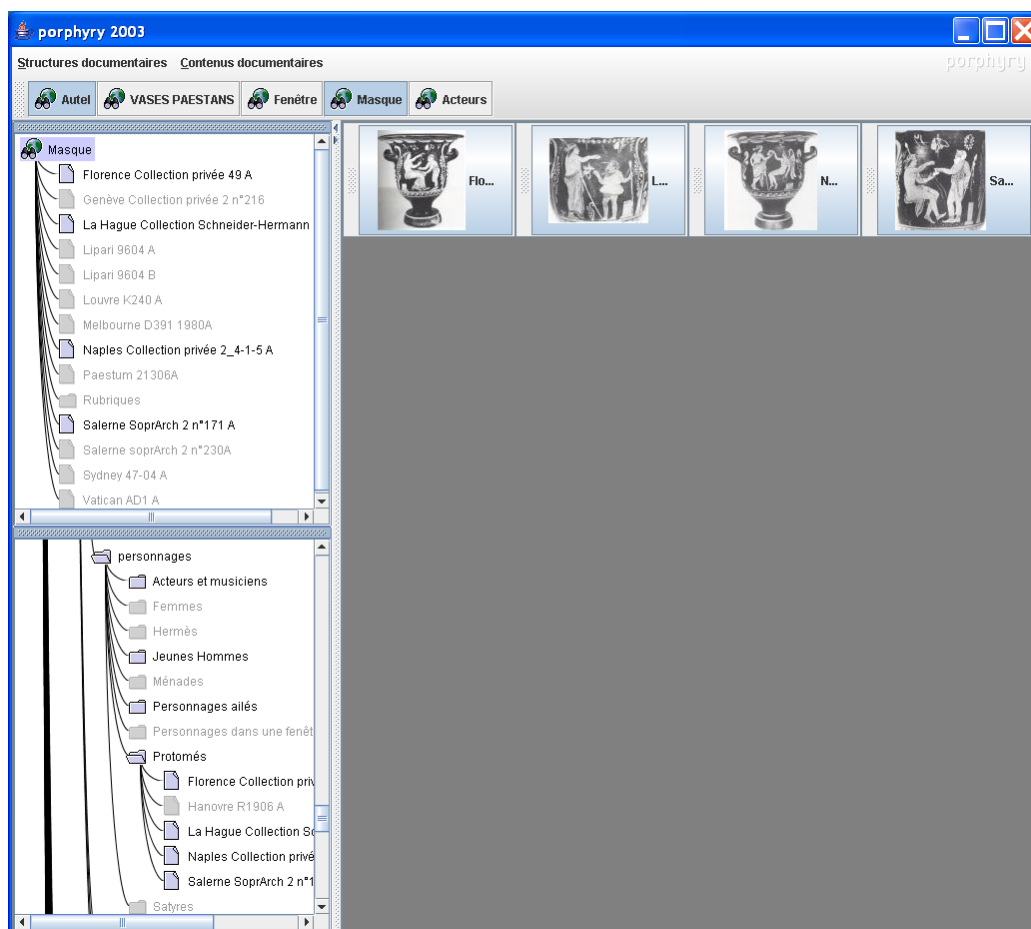 porphyry 2003
Structures documentaires Contenus documentaires
porphyry
Autel VASES PAESTANS Fenêtre Masque Acteurs
Masque
Florence Collection privée 49 A
Genève Collection privée 2 n°216
La Hague Collection Schneider-Hermann
Lipari 9604 A
Lipari 9604 B
Louvre K240 A
Melbourne D391 1980A
Naples Collection privée 2_4-1-5 A
Paestum 21306A
Rubriques
Salerne SoprArch 2 n°171 A
Salerne soprArch 2 n°230A
Sydney 47-04 A
Vatican AD1 A
Flo... L... N... Sa...
personnages
Acteurs et musiciens
Femmes
Hermès
Jeunes Hommes
Ménades
Personnages ailés
Personnages dans une fenêt
Protomés
Florence Collection priv
Hanovre R1906 A
La Hague Collection Sc
Naples Collection privé
Salerne SoprArch 2 n°1
Satyres